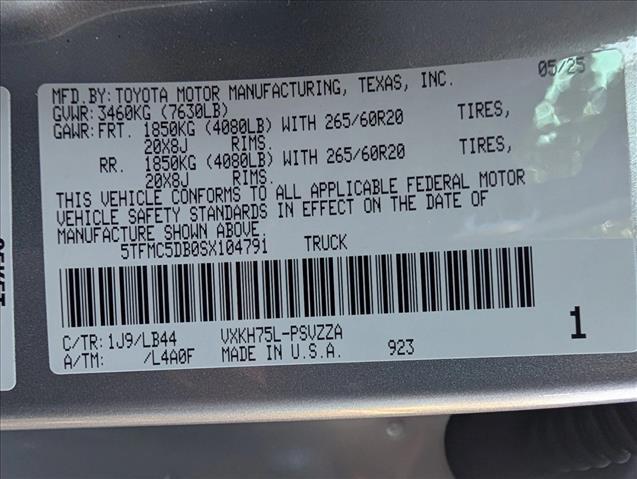 MFD.BY: TOYOTA MOTOR MANUFACTURING, TEXAS, INC. 05/25
GVWR: 3460KG (7630LB)
GAWR: FRT. 1850KG (4080LB) WITH 265/60R20 TIRES,
20X8J RIMS.
RR. 1850KG (4080LB) WITH 265/60R20 TIRES,
20X8J RIMS.
THIS VEHICLE CONFORMS TO ALL APPLICABLE FEDERAL MOTOR
VEHICLE SAFETY STANDARDS IN EFFECT ON THE DATE OF
MANUFACTURE SHOWN ABOVE.
5TFMC5DB0SX104791 TRUCK
C/TR: 1J9/LB44 VXKH75L-PSVZZA 1
A/TM: /L4A0F MADE IN U.S.A. 923